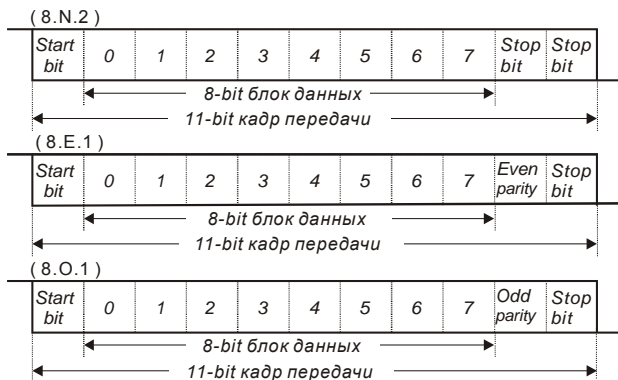 ( 8.N.2 )
Start bit 0 1 2 3 4 5 6 7 Stop bit Stop bit
8-bit блок данных
11-bit кадр передачи
( 8.E.1 )
Start bit 0 1 2 3 4 5 6 7 Even parity Stop bit
8-bit блок данных
11-bit кадр передачи
( 8.O.1 )
Start bit 0 1 2 3 4 5 6 7 Odd parity Stop bit
8-bit блок данных
11-bit кадр передачи